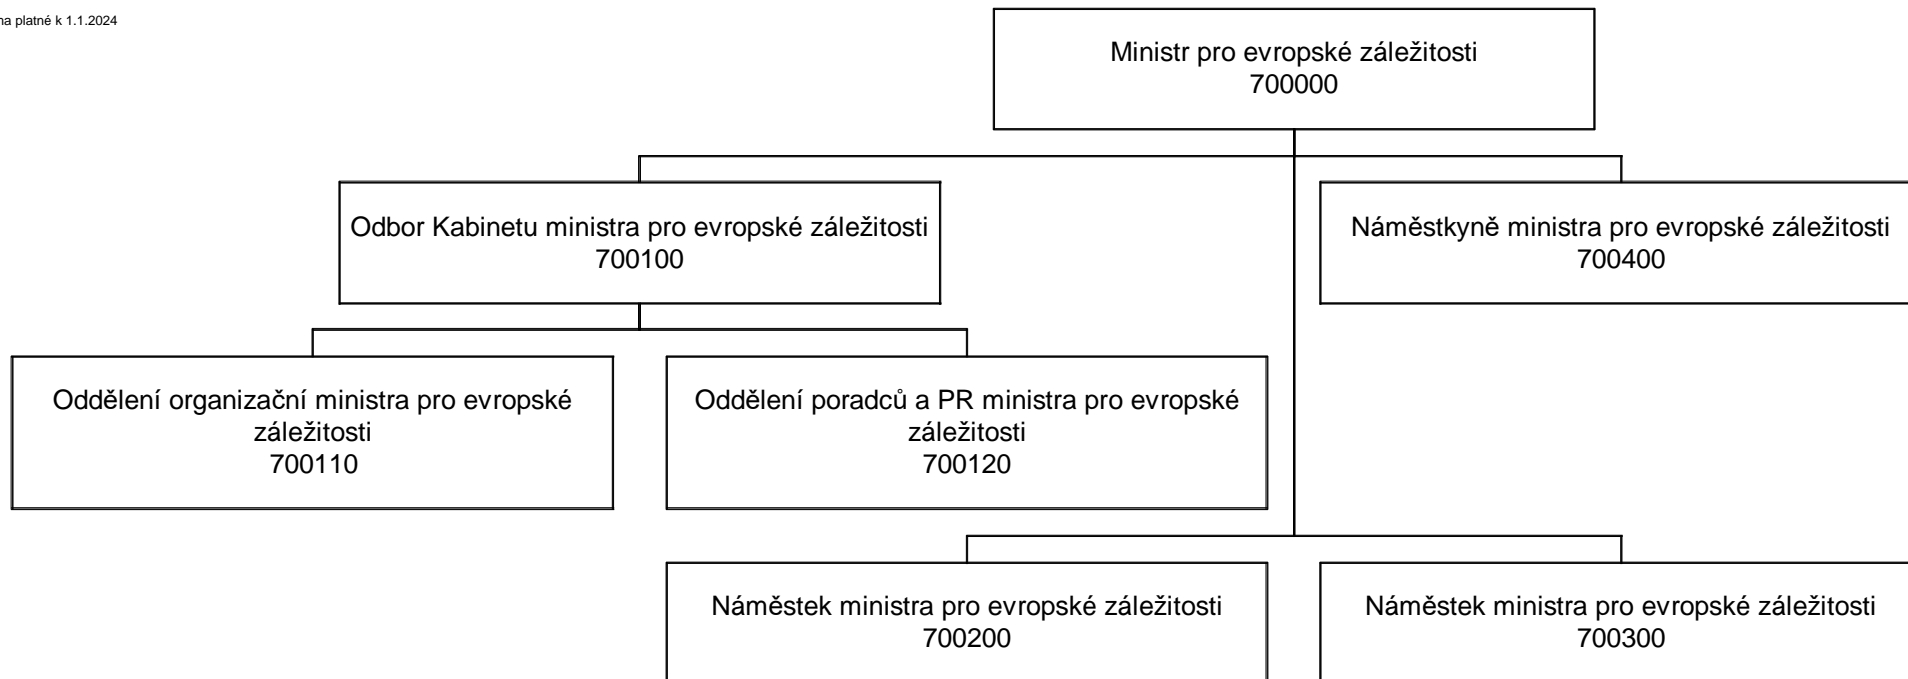 na platné k 1.1.2024
Ministr pro evropské záležitosti
700000
Odbor Kabinetu ministra pro evropské záležitosti
700100
Náměstkyně ministra pro evropské záležitosti
700400
Oddělení organizační ministra pro evropské
záležitosti
700110
Oddělení poradců a PR ministra pro evropské
záležitosti
700120
Náměstek ministra pro evropské záležitosti
700200
Náměstek ministra pro evropské záležitosti
700300